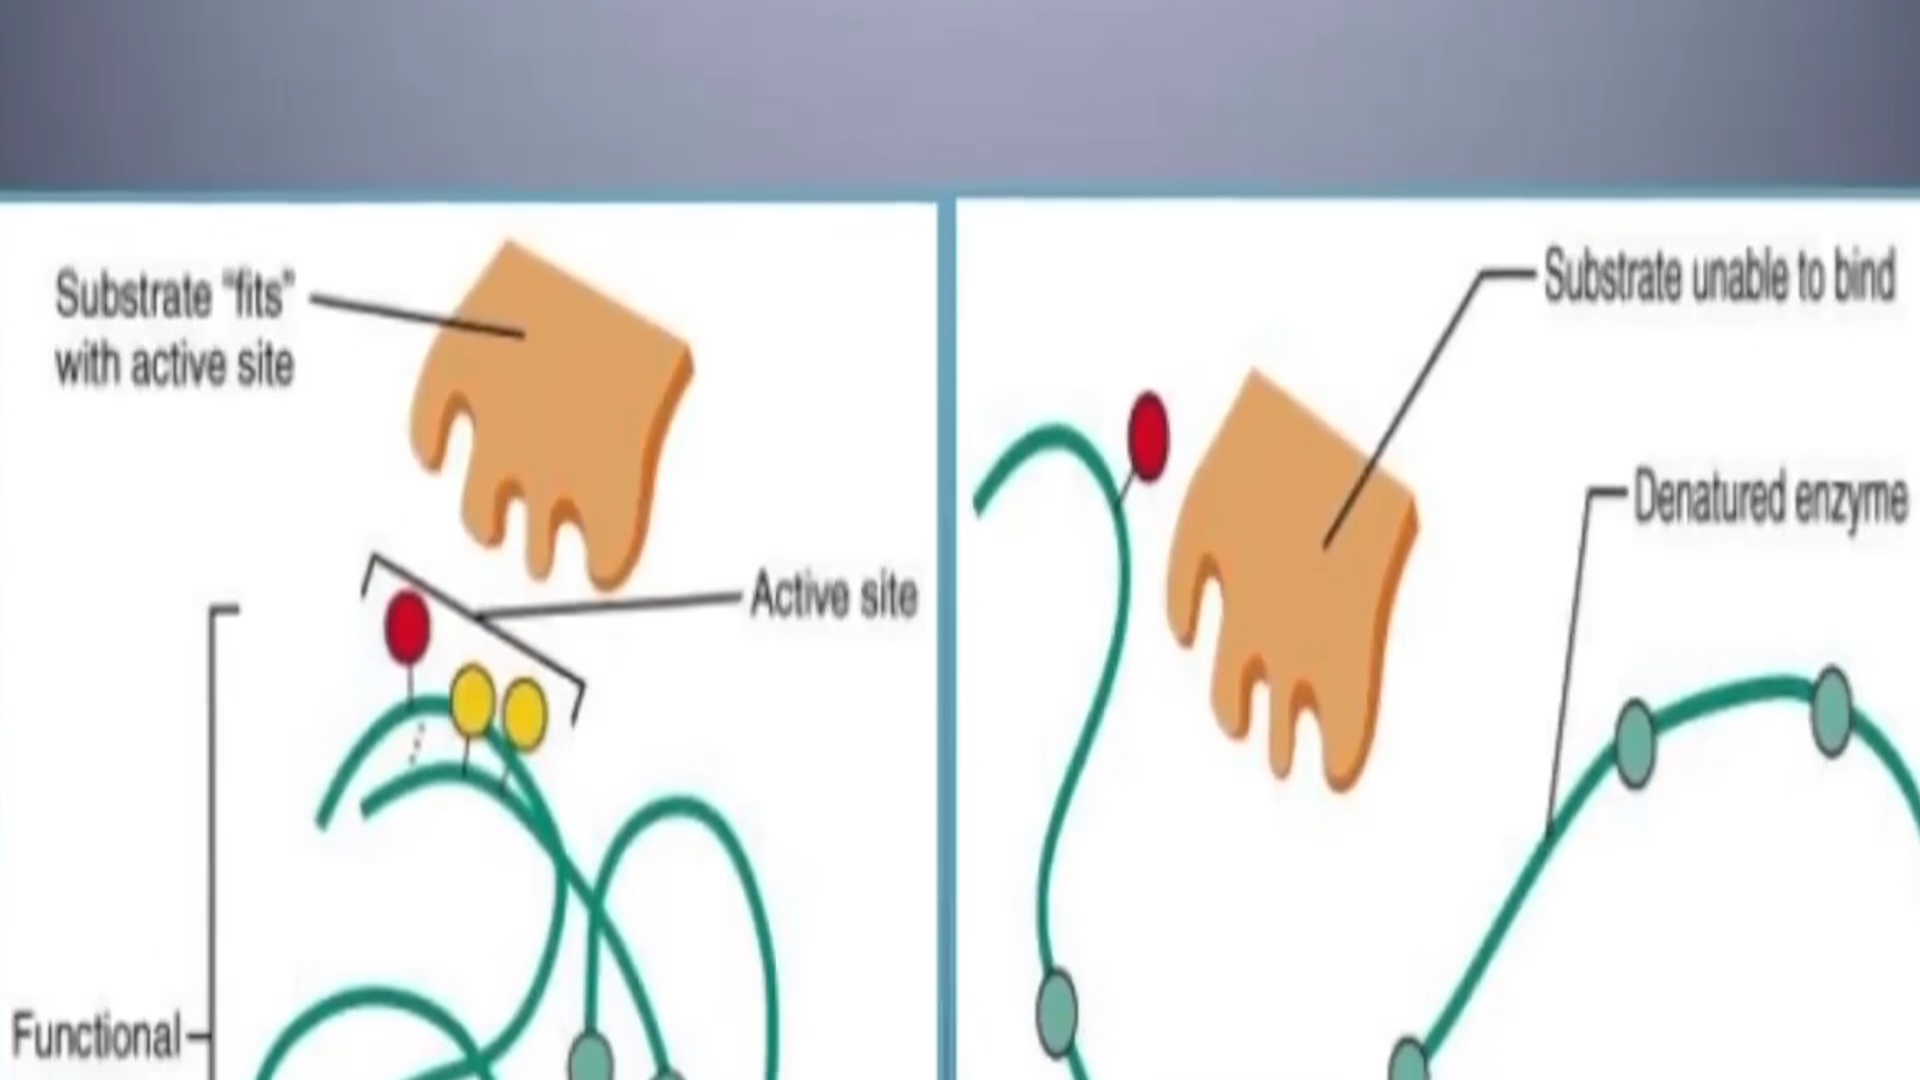 Substrate “fits”
with active site
Active site
Functional
Substrate unable to bind
Denatured enzyme